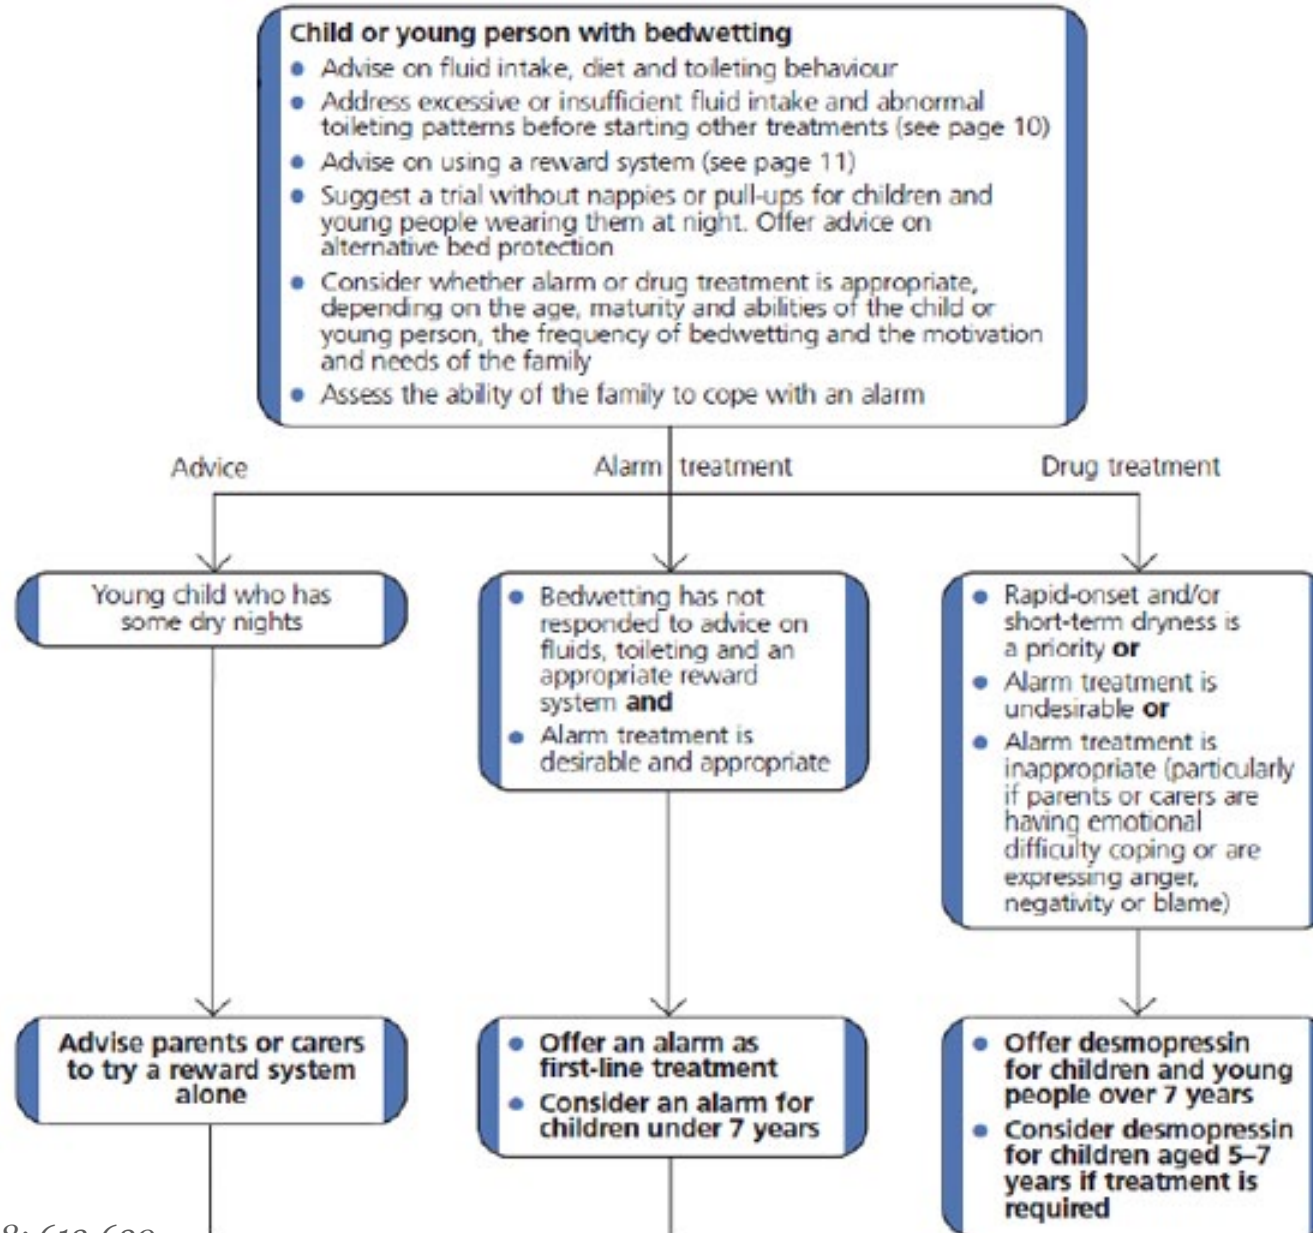 Child or young person with bedwetting
• Advise on fluid intake, diet and toileting behaviour
• Address excessive or insufficient fluid intake and abnormal
toileting patterns before starting other treatments (see page 10)
• Advise on using a reward system (see page 11)
• Suggest a trial without nappies or pull-ups for children and
young people wearing them at night. Offer advice on
alternative bed protection
• Consider whether alarm or drug treatment is appropriate,
depending on the age, maturity and abilities of the child or
young person, the frequency of bedwetting and the motivation
and needs of the family
• Assess the ability of the family to cope with an alarm
Advice
Alarm treatment
Drug treatment
Young child who has
some dry nights
• Bedwetting has not
responded to advice on
fluids, toileting and an
appropriate reward
system and
• Alarm treatment is
desirable and appropriate
• Rapid-onset and/or
short-term dryness is
a priority or
• Alarm treatment is
undesirable or
• Alarm treatment is
inappropriate (particularly
if parents or carers are
having emotional
difficulty coping or are
expressing anger,
negativity or blame)
Advise parents or carers
to try a reward system
alone
• Offer an alarm as
first-line treatment
• Consider an alarm for
children under 7 years
• Offer desmopressin
for children and young
people over 7 years
• Consider desmopressin
for children aged 5–7
years if treatment is
required